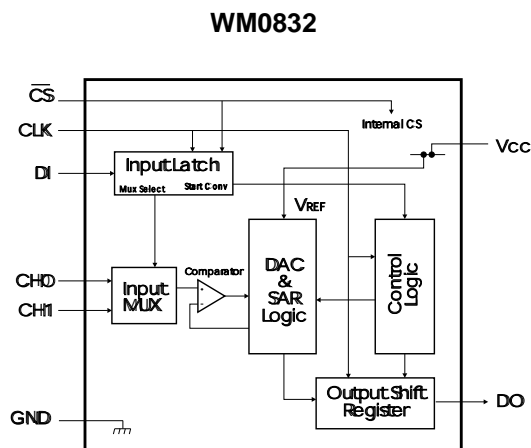 WM0832
CS
Internal CS
CLK
Vcc
Input Latch
DI
Mux Select
Start Conv
VREF
Comparator
DAC
&
SAR
Logic
Control
Logic
CH0
Input
MUX
+
-
CH1
Output Shift
Register
DO
GND